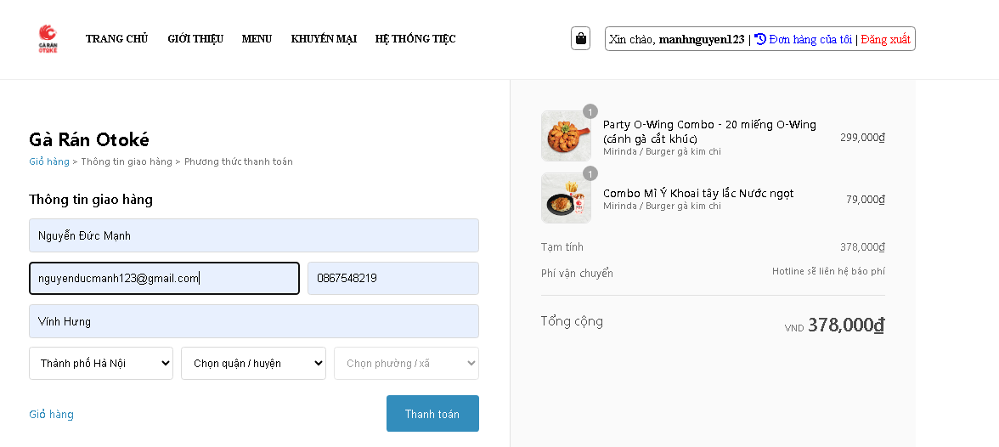 GÀ RÁN
OTOKÉ
TRANG CHỦ GIỚI THIỆU MENU KHUYẾN MẠI HỆ THỐNG TIỆC
Xin chào, manhnguyen123 | Đơn hàng của tôi | Đăng xuất
Gà Rán Otoké
Giỏ hàng > Thông tin giao hàng > Phương thức thanh toán
Thông tin giao hàng
Nguyễn Đức Mạnh
nguyenducmanh123@gmail.com 0867548219
Vính Hưng
Thành phố Hà Nội Chọn quận / huyện Chọn phường / xã
Giỏ hàng Thanh toán
1
Party O-Wing Combo - 20 miếng O-Wing
(cánh gà cắt khúc)
299,000₫
Mirinda / Burger gà kim chi
1
Combo Mì Ý Khoai tây lắc Nước ngọt
79,000₫
Mirinda / Burger gà kim chi
Tạm tính 378,000₫
Phí vận chuyển Hotline sẽ liên hệ báo phí
Tổng cộng VND 378,000₫